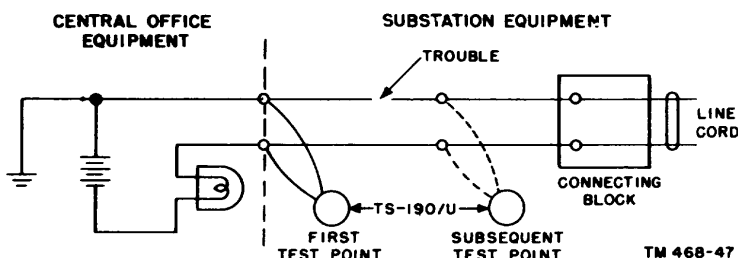 CENTRAL OFFICE
EQUIPMENT
SUBSTATION EQUIPMENT
TROUBLE
LINE
CORD
CONNECTING
BLOCK
TS-190/U
FIRST
TEST POINT
SUBSEQUENT
TEST POINT
TM 468-47